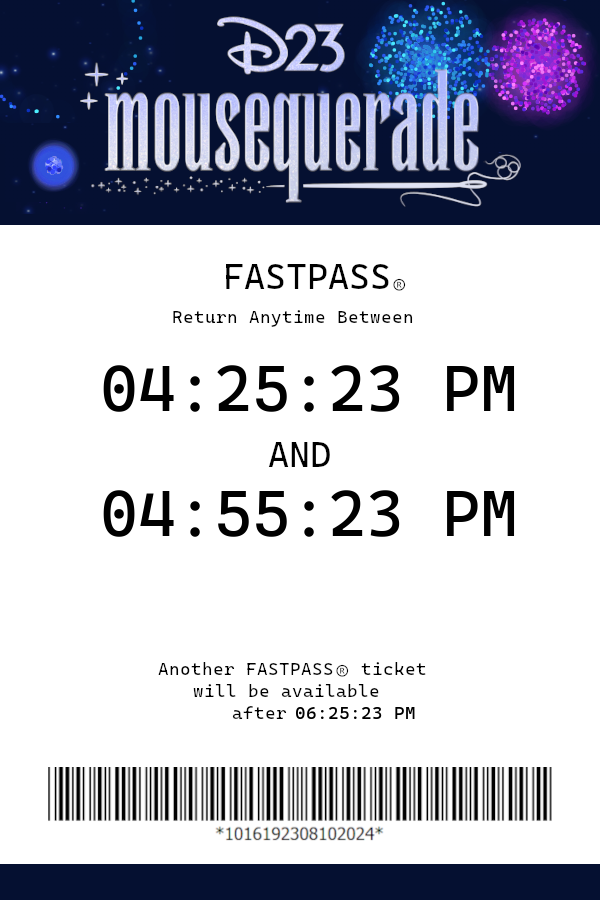 D23
mousequerade
FASTPASS®
Return Anytime Between
04:25:23 PM
AND
04:55:23 PM
Another FASTPASS® ticket
will be available
after 06:25:23 PM
*1016192308102024*